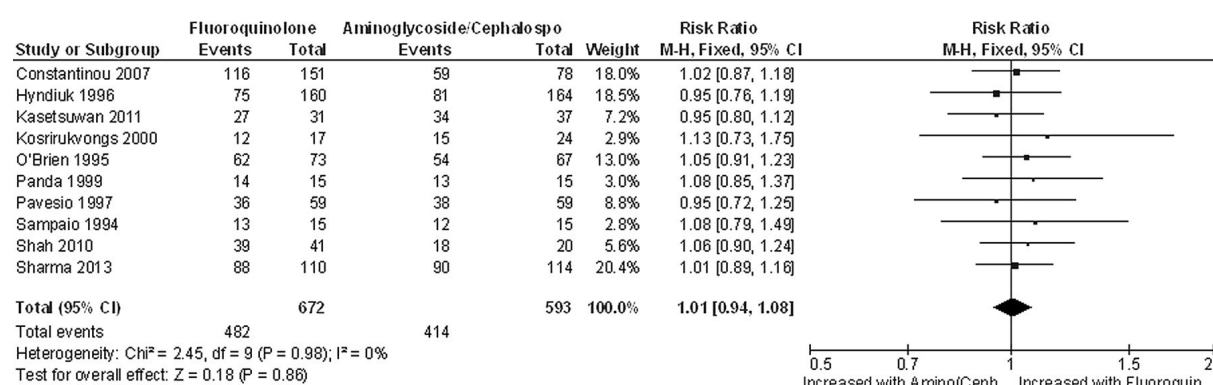 Fluoroquinolone Aminoglycoside/Cephalospo Risk Ratio Risk Ratio
Study or Subgroup Events Total Events Total Weight M-H, Fixed, 95% CI M-H, Fixed, 95% CI
Constantinou 2007 116 151 59 78 18.0% 1.02 [0.87, 1.18]
Hyndiuk 1996 75 160 81 164 18.5% 0.95 [0.76, 1.19]
Kasetsuwan 2011 27 31 34 37 7.2% 0.95 [0.80, 1.12]
Kosrirukvongs 2000 12 17 15 24 2.9% 1.13 [0.73, 1.75]
O'Brien 1995 62 73 54 67 13.0% 1.05 [0.91, 1.23]
Panda 1999 14 15 13 15 3.0% 1.08 [0.85, 1.37]
Pavesio 1997 36 59 38 59 8.8% 0.95 [0.72, 1.25]
Sampaio 1994 13 15 12 15 2.8% 1.08 [0.79, 1.49]
Shah 2010 39 41 18 20 5.6% 1.06 [0.90, 1.24]
Sharma 2013 88 110 90 114 20.4% 1.01 [0.89, 1.16]
Total (95% CI) 672 593 100.0% 1.01 [0.94, 1.08]
Total events 482 414
Heterogeneity: Chi² = 2.45, df = 9 (P = 0.98); I² = 0%
Test for overall effect: Z = 0.18 (P = 0.86)
0.5 0.7 1 1.5 2
Increased with Amino/Ceph Increased with Fluoroquin